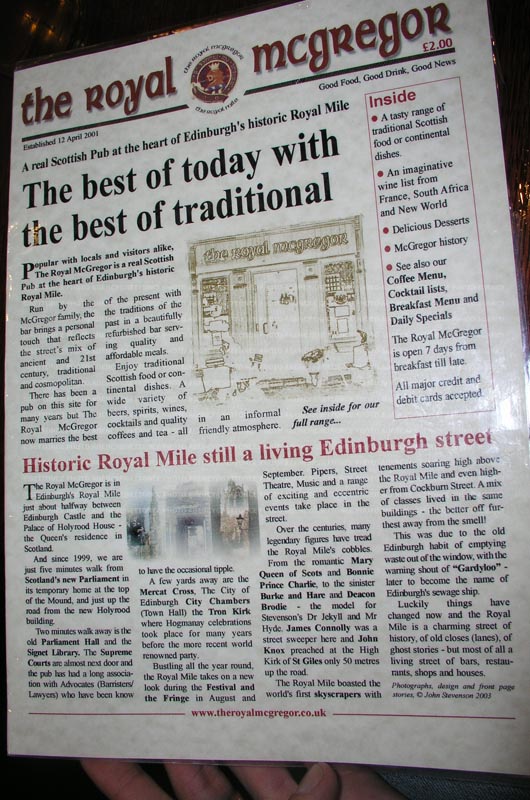 the Royal mcgregor
the royal mcgregor
the royal mile
£2.00
Established 12 April 2001
Good Food, Good Drink, Good News
A real Scottish Pub at the heart of Edinburgh's historic Royal Mile
The best of today with
the best of traditional
Popular with locals and visitors alike,
The Royal McGregor is a real Scottish
Pub at the heart of Edinburgh's historic
Royal Mile.
Run by the
McGregor family, the
bar brings a personal
touch that reflects
the street's mix of
ancient and 21st
century, traditional
and cosmopolitan.
There has been a
pub on this site for
many years but The
Royal McGregor
now marries the best
of the present with
the traditions of the
past in a beautifully
refurbished bar serv-
ing quality and
affordable meals.
Enjoy traditional
Scottish food or con-
tinental dishes. A
wide variety of
beers, spirits, wines,
cocktails and quality
coffees and tea - all
the royal mcgregor
in an informal
friendly atmosphere.
See inside for our
full range...
Inside
• A tasty range of
traditional Scottish
food or continental
dishes.
• An imaginative
wine list from
France, South Africa
and New World
• Delicious Desserts
• McGregor history
• See also our
Coffee Menu,
Cocktail lists,
Breakfast Menu and
Daily Specials
The Royal McGregor
is open 7 days from
breakfast till late.
All major credit and
debit cards accepted
Historic Royal Mile still a living Edinburgh street
The Royal McGregor is in
Edinburgh's Royal Mile
just about halfway between
Edinburgh Castle and the
Palace of Holyrood House -
the Queen's residence in
Scotland.
And since 1999, we are
just five minutes walk from
Scotland's new Parliament in
its temporary home at the top
of the Mound, and just up the
road from the new Holyrood
building.
Two minutes walk away is the
old Parliament Hall and the
Signet Library. The Supreme
Courts are almost next door and
the pub has had a long associa-
tion with Advocates (Barristers/
Lawyers) who have been know
to have the occasional tipple.
A few yards away are the
Mercat Cross, The City of
Edinburgh City Chambers
(Town Hall) the Tron Kirk
where Hogmanay celebrations
took place for many years
before the more recent world
renowned party.
Bustling all the year round,
the Royal Mile takes on a new
look during the Festival and
the Fringe in August and
September. Pipers, Street
Theatre, Music and a range
of exciting and eccentric
events take place in the
street.
Over the centuries, many
legendary figures have tread
the Royal Mile's cobbles.
From the romantic Mary
Queen of Scots and Bonnie
Prince Charlie, to the sinister
Burke and Hare and Deacon
Brodie - the model for
Stevenson's Dr Jekyll and Mr
Hyde. James Connolly was a
street sweeper here and John
Knox preached at the High
Kirk of St Giles only 50 metres
up the road.
The Royal Mile boasted the
world's first skyscrapers with
tenements soaring high above
the Royal Mile and even high-
er from Cockburn Street. A mix
of classes lived in the same
buildings - the better off fur-
thest away from the smell!
This was due to the old
Edinburgh habit of emptying
waste out of the window, with the
warning shout of "Gardyloo" -
later to become the name of
Edinburgh's sewage ship.
Luckily things have
changed now and the Royal
Mile is a charming street of
history, of old closes (lanes), of
ghost stories - but most of all a
living street of bars, restau-
rants, shops and houses.
Photographs, design and front page
stories, © John Stevenson 2003
www.theroyalmcgregor.co.uk